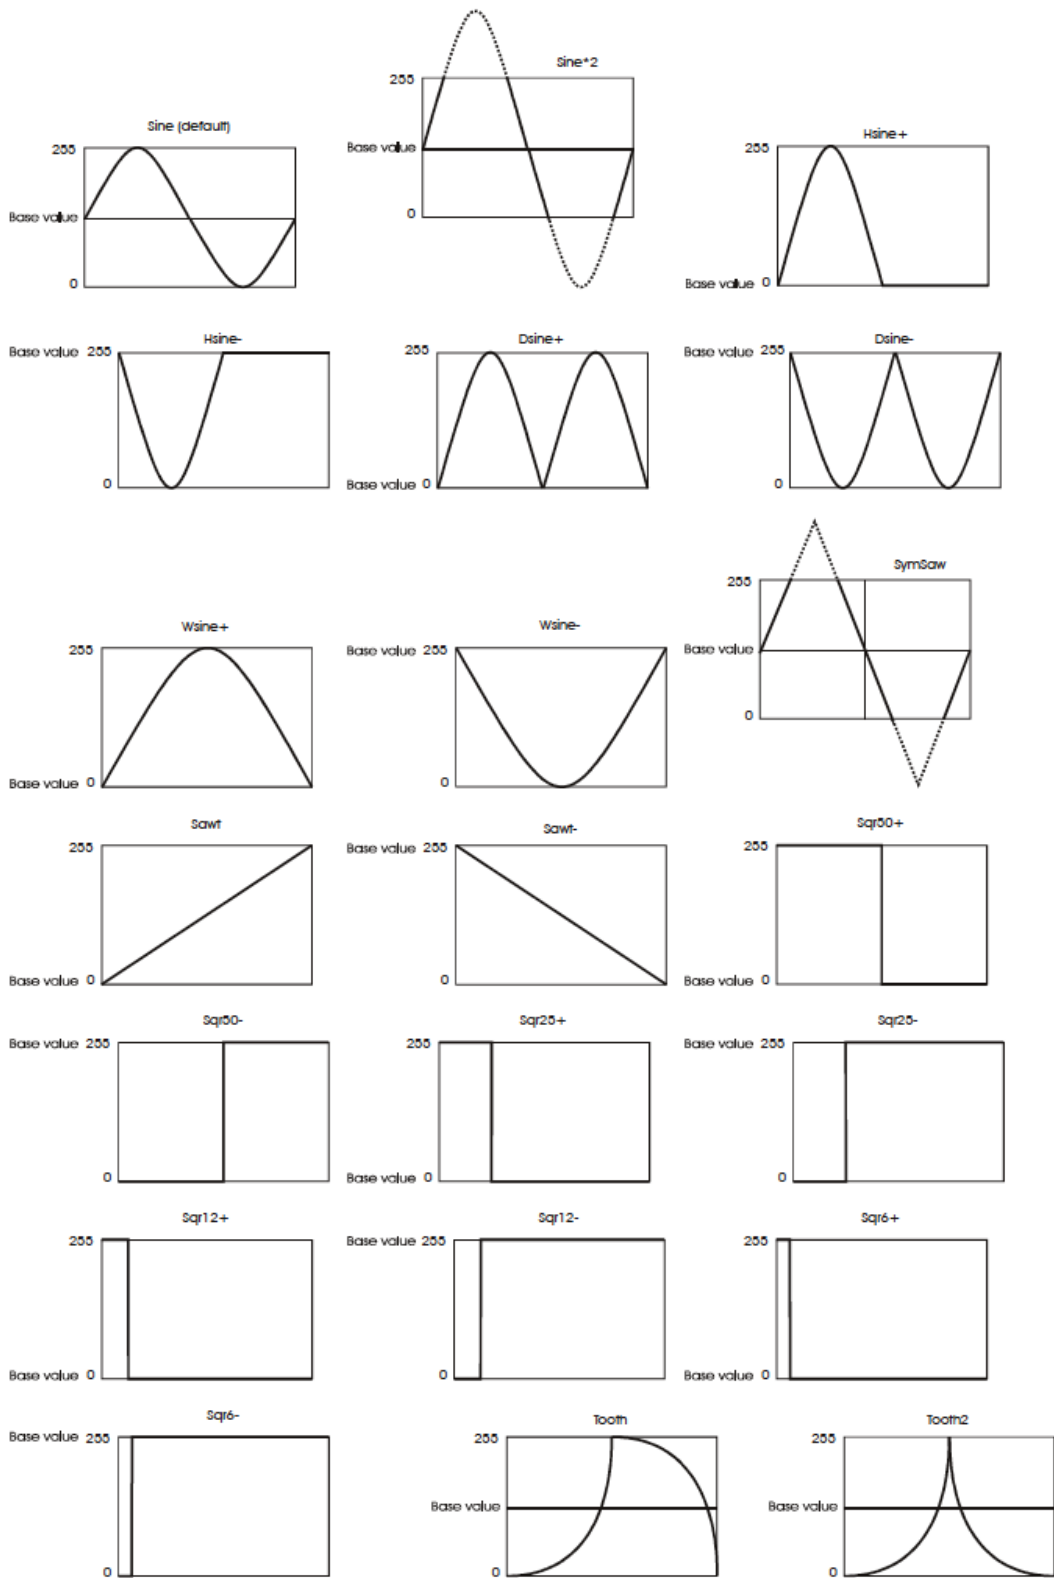 Sine*2
255
Base value
0
Sine (default)
255
Base value
0
Hsine+
255
Base value 0
Hsine-
Base value 255
0
Dsine+
255
Base value 0
Dsine-
Base value 255
0
Wsine+
255
Base value 0
Wsine-
Base value 255
0
SymSaw
255
Base value
0
Sawt
255
Base value 0
Sawt-
Base value 255
0
Sqr50+
255
Base value 0
Sqr50-
Base value 255
0
Sqr25+
255
Base value 0
Sqr25-
Base value 255
0
Sqr12+
255
Base value 0
Sqr12-
Base value 255
0
Sqr6+
255
Base value 0
Sqr6-
Base value 255
0
Tooth
255
Base value
0
Tooth2
255
Base value
0